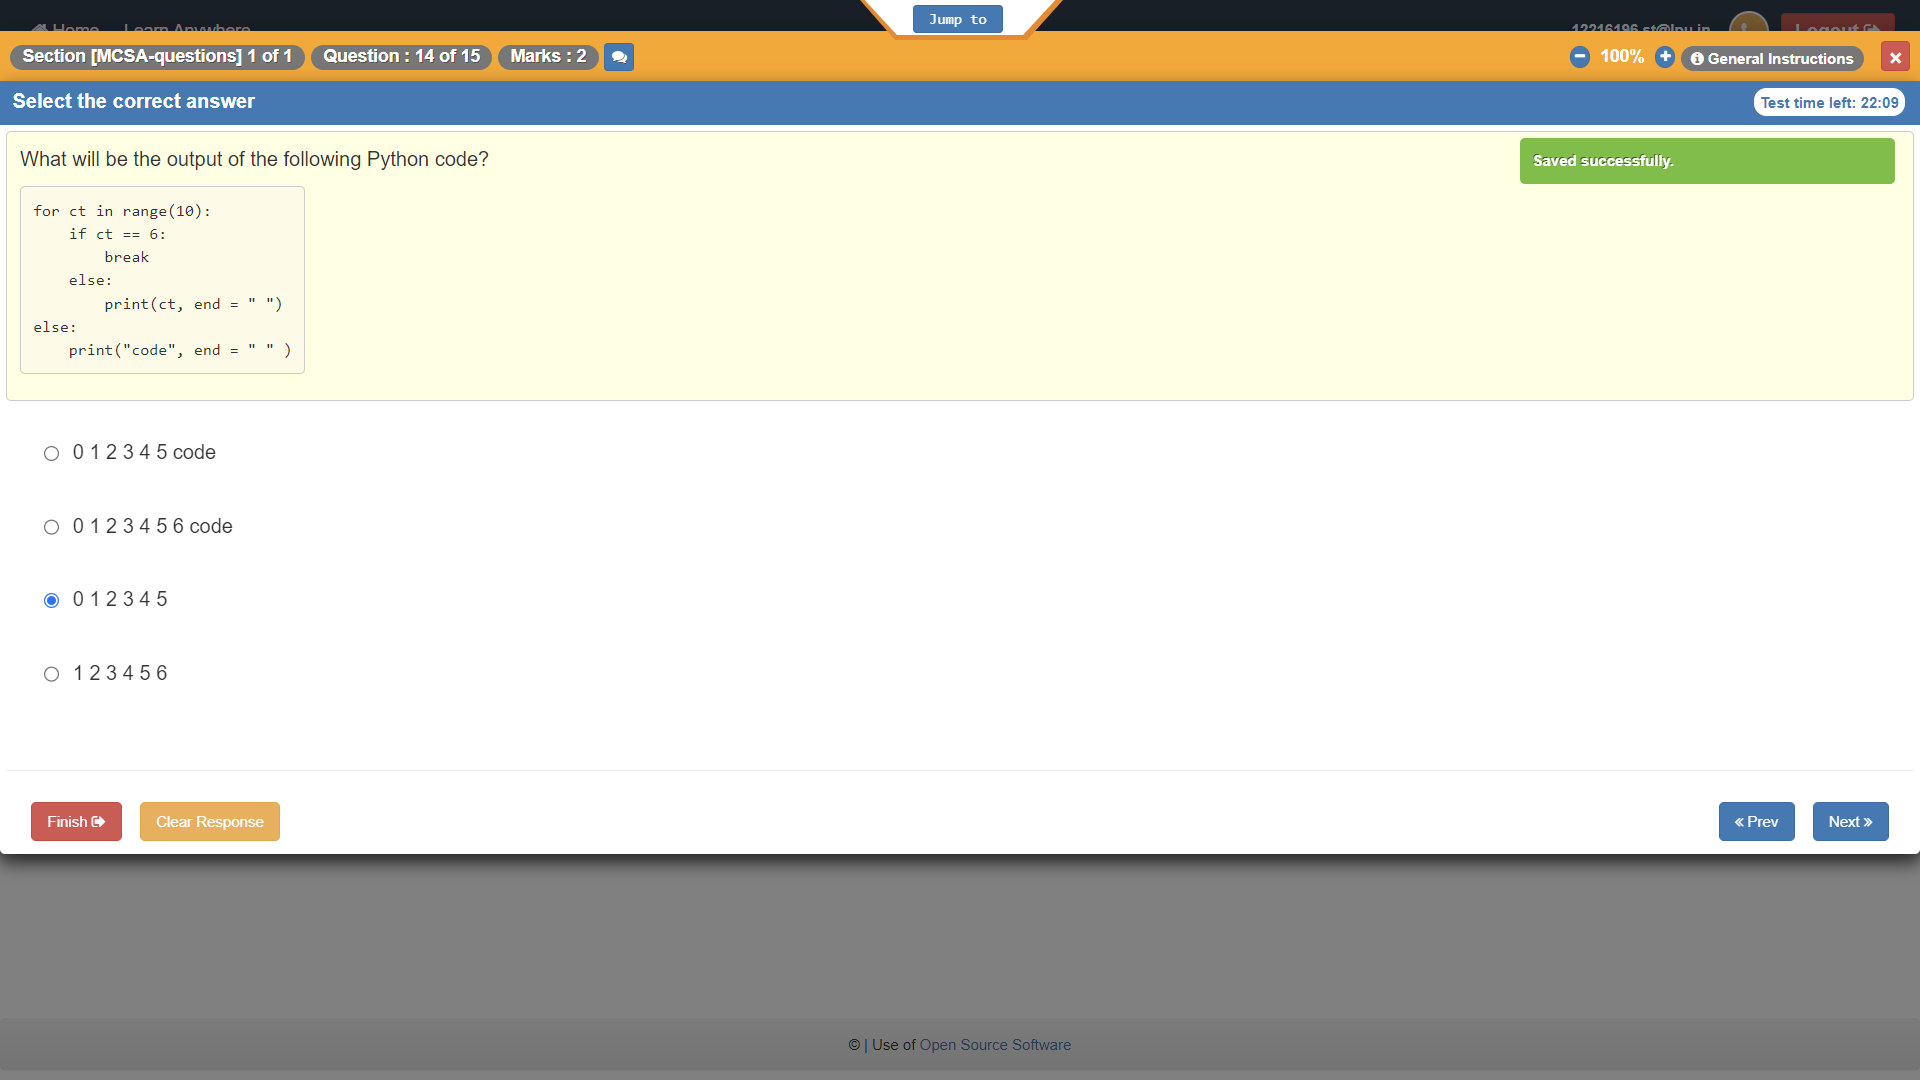 Jump to
Home Learn Anywhere 12216196.st@lpu.in Logout
Section [MCSA-questions] 1 of 1 Question : 14 of 15 Marks : 2 100% General Instructions
Select the correct answer Test time left: 22:09
What will be the output of the following Python code?
Saved successfully.
for ct in range(10):
    if ct == 6:
        break
    else:
        print(ct, end = " ")
else:
    print("code", end = " " )
0 1 2 3 4 5 code
0 1 2 3 4 5 6 code
0 1 2 3 4 5
1 2 3 4 5 6
Finish Clear Response « Prev Next »
© | Use of Open Source Software